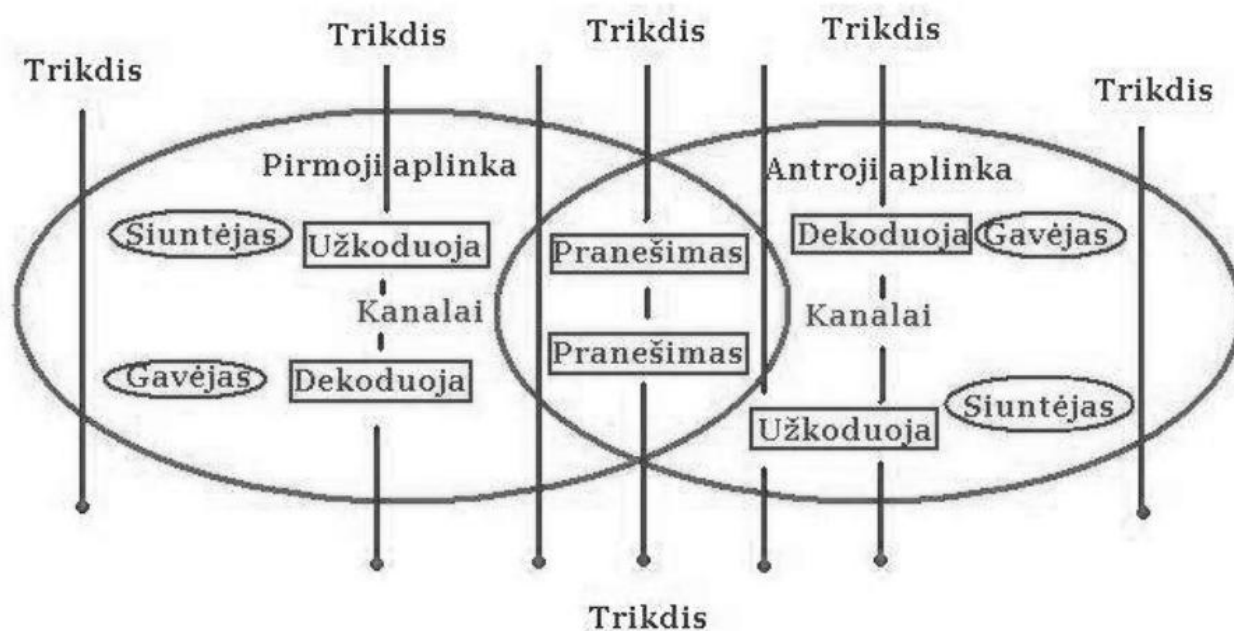 Trikdis
Trikdis
Trikdis
Trikdis
Trikdis
Pirmoji aplinka
Antroji aplinka
Siuntėjas
Užkoduoja
Pranešimas
Dekoduoja
Gavėjas
Kanalai
Kanalai
Gavėjas
Dekoduoja
Pranešimas
Užkoduoja
Siuntėjas
Trikdis